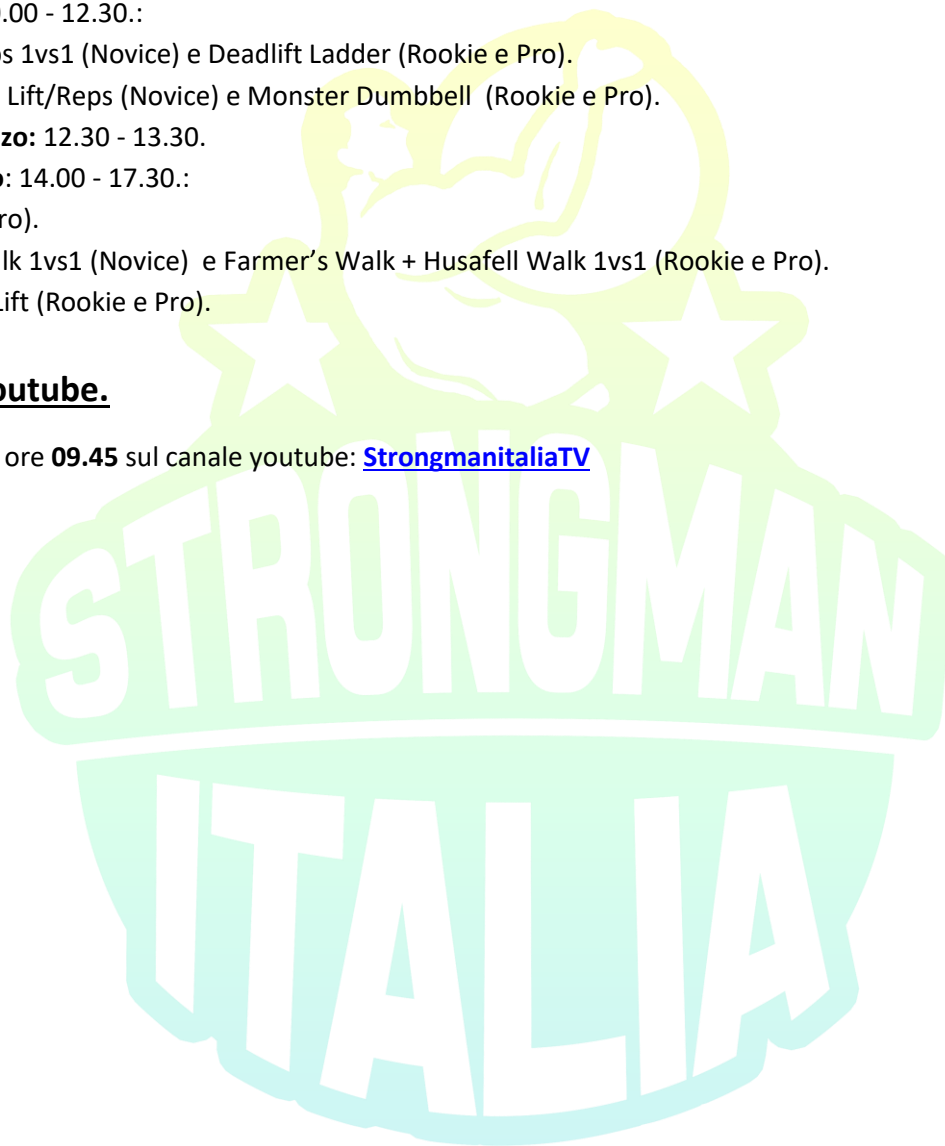 .00 - 12.30.:
s 1vs1 (Novice) e Deadlift Ladder (Rookie e Pro).
Lift/Reps (Novice) e Monster Dumbbell (Rookie e Pro).
zo: 12.30 - 13.30.
: 14.00 - 17.30.:
ro).
lk 1vs1 (Novice) e Farmer’s Walk + Husafell Walk 1vs1 (Rookie e Pro).
Lift (Rookie e Pro).
outube.
ore 09.45 sul canale youtube: StrongmanitaliaTV
STRONGMAN
ITALIA